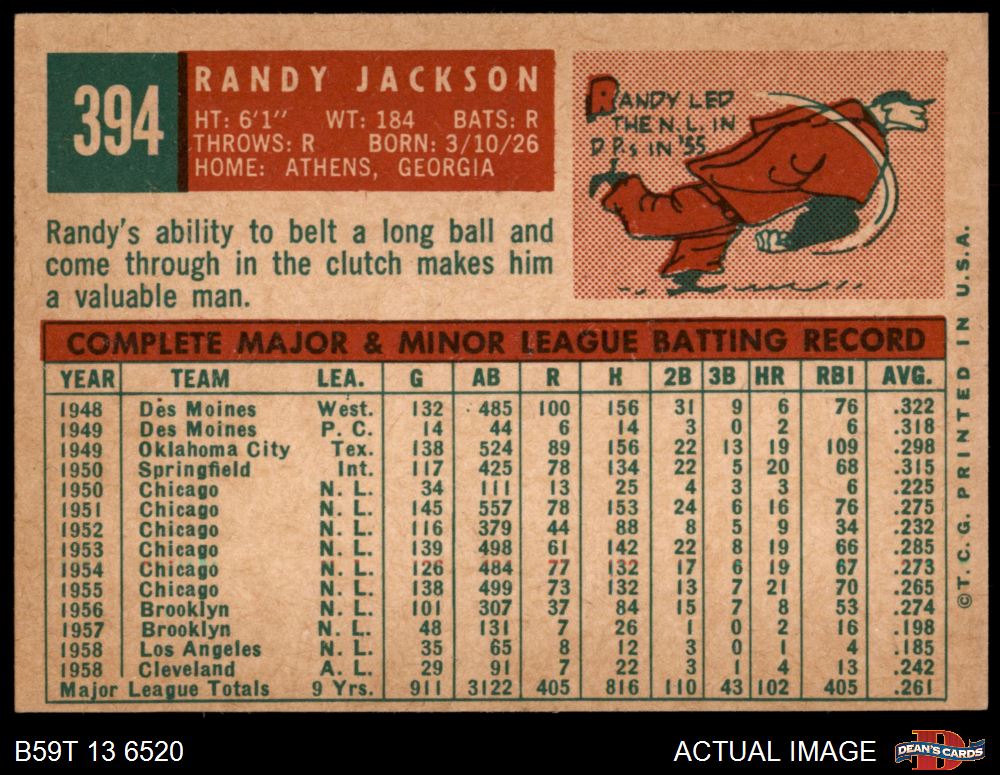 394
RANDY JACKSON
HT: 6'1" WT: 184 BATS: R
THROWS: R BORN: 3/10/26
HOME: ATHENS, GEORGIA
RANDY LED
THE N.L. IN
D.P.s IN '55
Randy's ability to belt a long ball and
come through in the clutch makes him
a valuable man.
COMPLETE MAJOR & MINOR LEAGUE BATTING RECORD
YEAR TEAM LEA. G AB R H 2B 3B HR RBI AVG.
1948 Des Moines West. 132 485 100 156 31 9 6 76 .322
1949 Des Moines P. C. 14 44 6 14 3 0 2 6 .318
1949 Oklahoma City Tex. 138 524 89 156 22 13 19 109 .298
1950 Springfield Int. 117 425 78 134 22 5 20 68 .315
1950 Chicago N. L. 34 111 13 25 4 3 3 6 .225
1951 Chicago N. L. 145 557 78 153 24 6 16 76 .275
1952 Chicago N. L. 116 379 44 88 8 5 9 34 .232
1953 Chicago N. L. 139 498 61 142 22 8 19 66 .285
1954 Chicago N. L. 126 484 77 132 17 6 19 67 .273
1955 Chicago N. L. 138 499 73 132 13 7 21 70 .265
1956 Brooklyn N. L. 101 307 37 84 15 7 8 53 .274
1957 Brooklyn N. L. 48 131 7 26 1 0 2 16 .198
1958 Los Angeles N. L. 35 65 8 12 3 0 1 4 .185
1958 Cleveland A. L. 29 91 7 22 3 1 4 13 .242
Major League Totals 9 Yrs. 911 3122 405 816 110 43 102 405 .261
©T. C. G. PRINTED IN U.S.A.
B59T 13 6520
ACTUAL IMAGE
D
DEAN'S CARDS